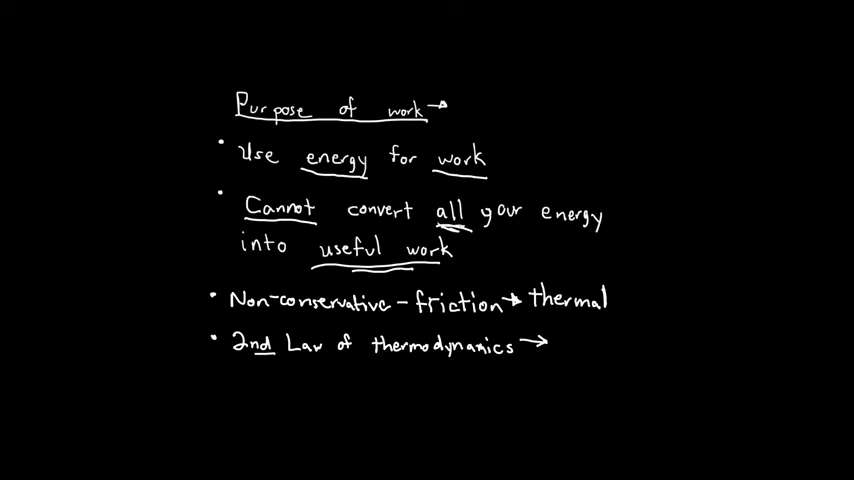 Purpose of work →
• Use energy for work
• Cannot convert all your energy
into useful work
• Non-conservative - friction → thermal
• 2nd Law of thermodynamics →